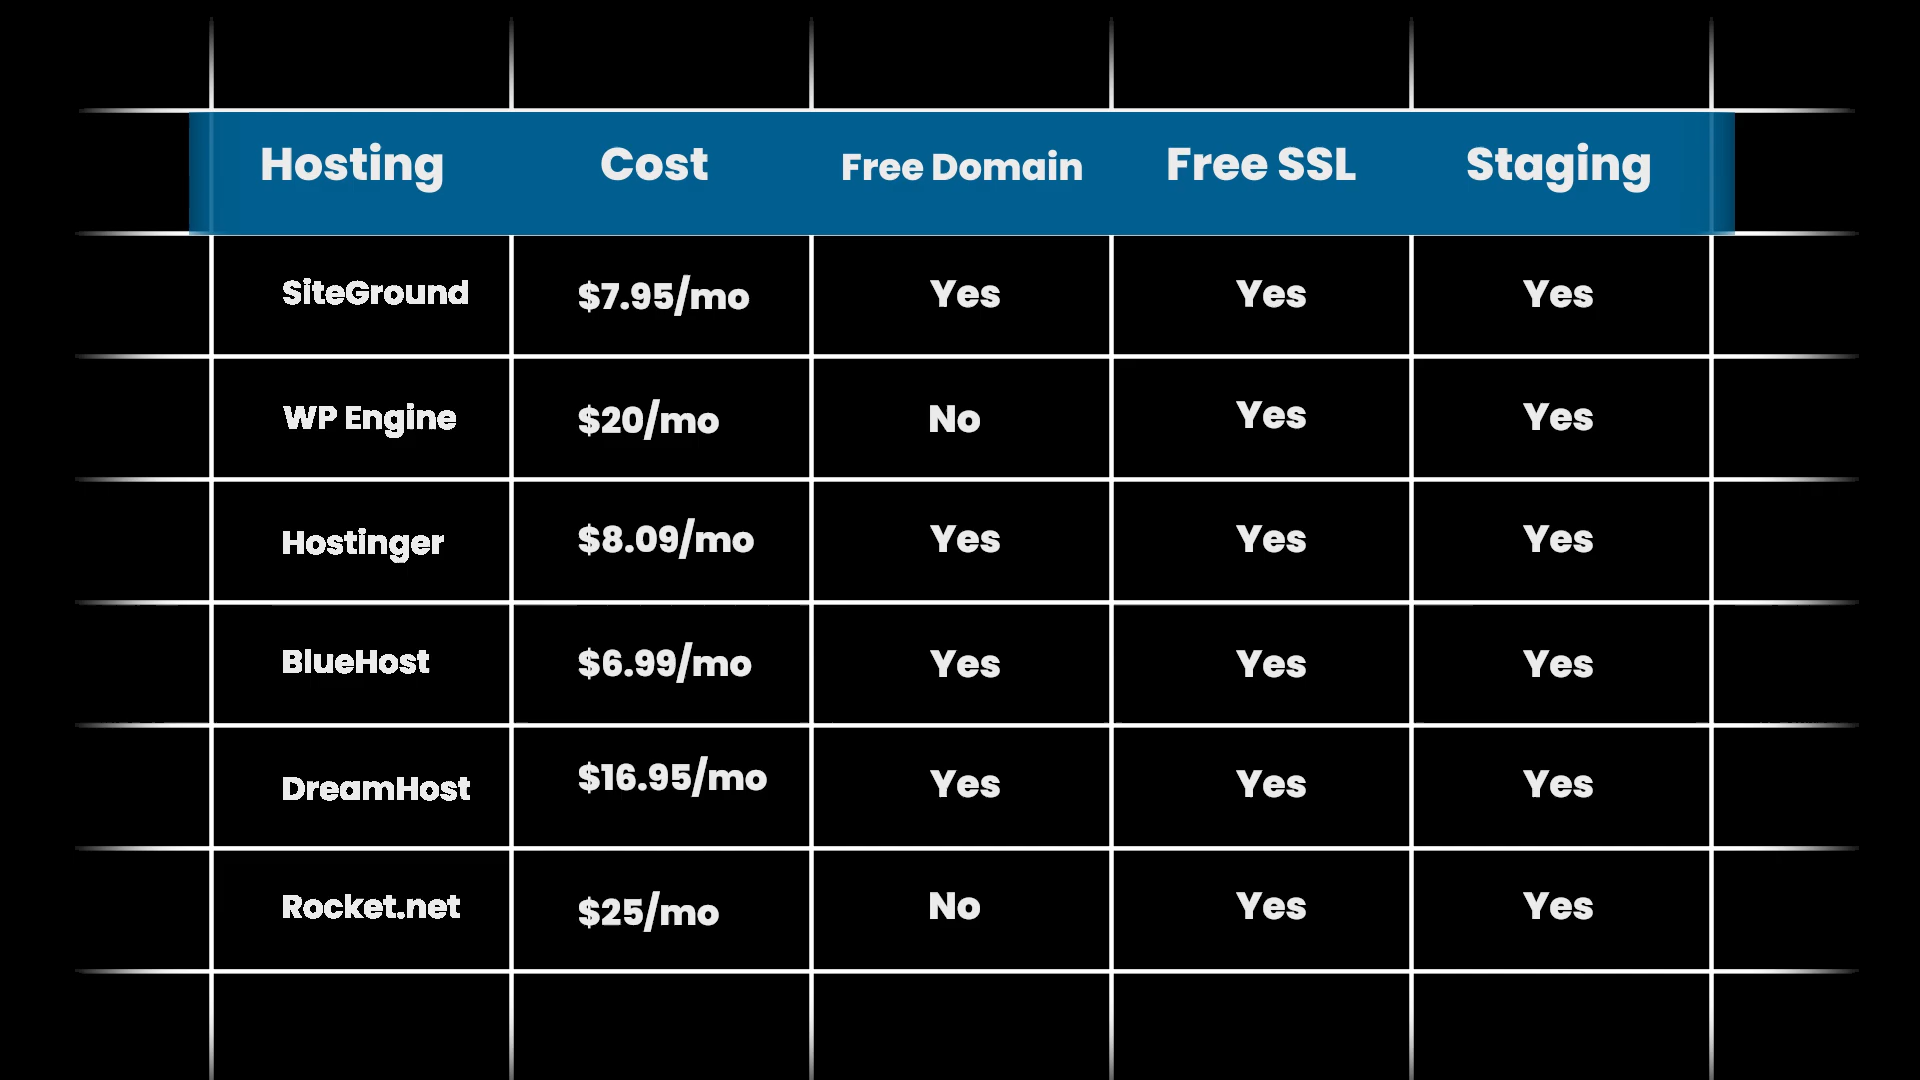 Hosting Cost Free Domain Free SSL Staging
SiteGround $7.95/mo Yes Yes Yes
WP Engine $20/mo No Yes Yes
Hostinger $8.09/mo Yes Yes Yes
BlueHost $6.99/mo Yes Yes Yes
DreamHost $16.95/mo Yes Yes Yes
Rocket.net $25/mo No Yes Yes